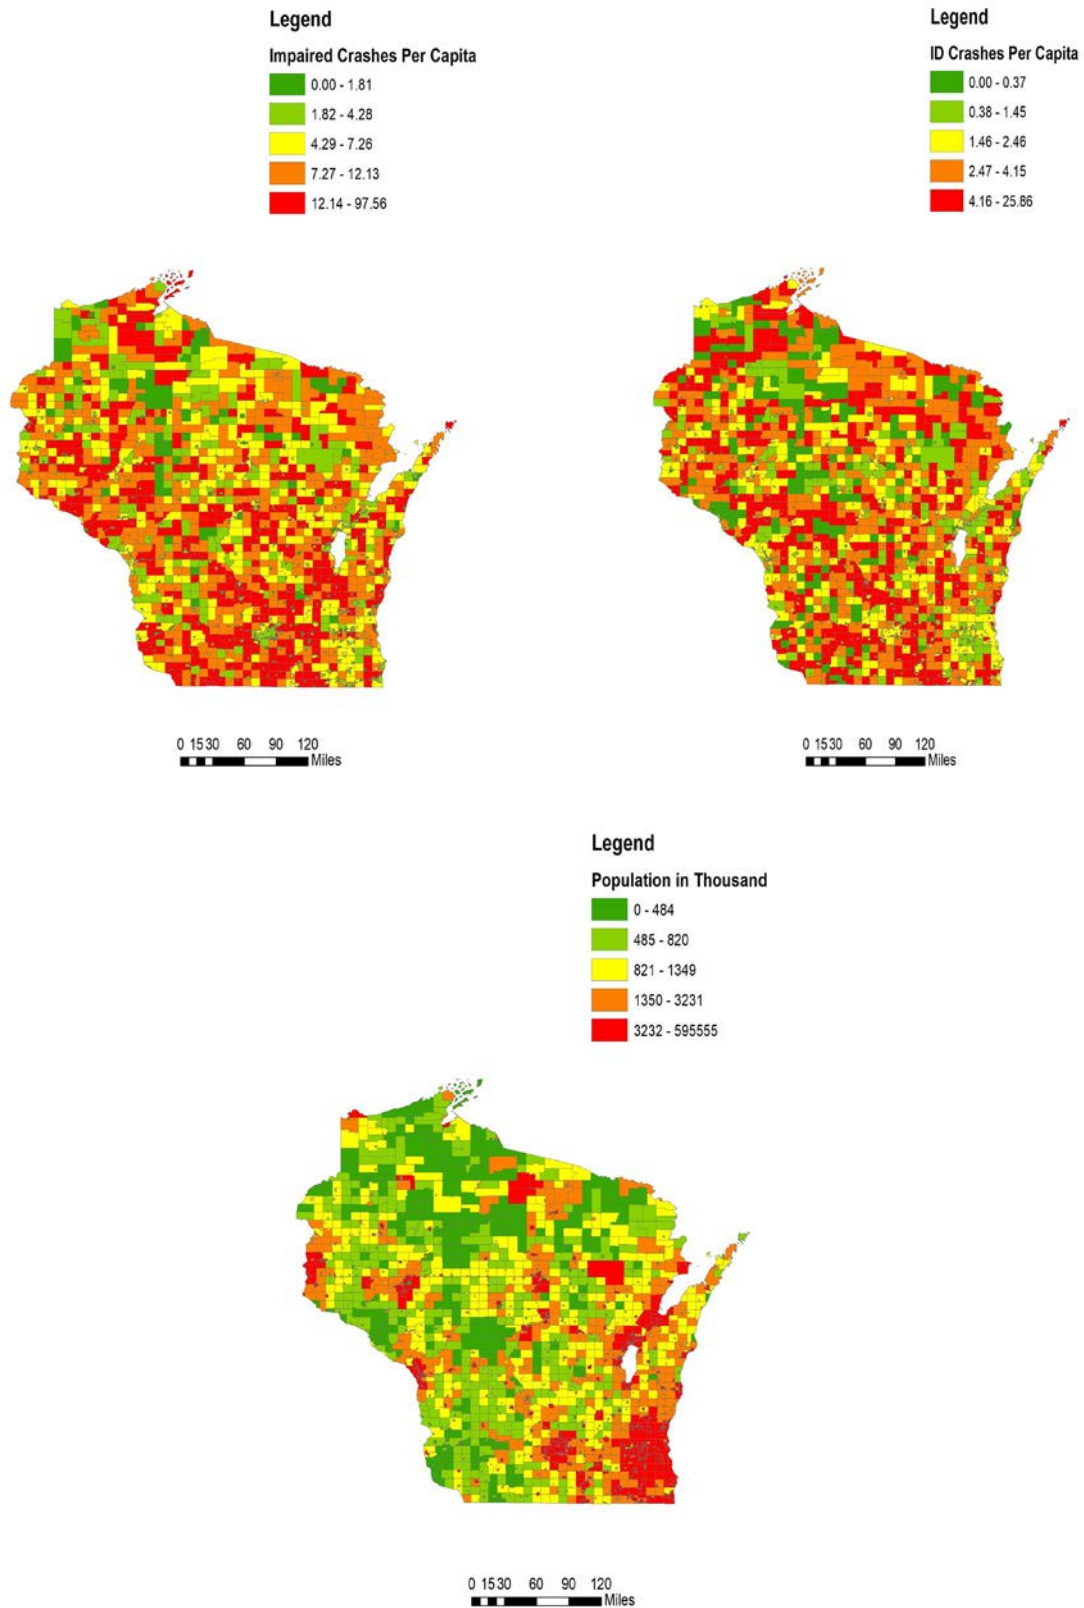 Legend
Impaired Crashes Per Capita
0.00 - 1.81
1.82 - 4.28
4.29 - 7.26
7.27 - 12.13
12.14 - 97.56
Legend
ID Crashes Per Capita
0.00 - 0.37
0.38 - 1.45
1.46 - 2.46
2.47 - 4.15
4.16 - 25.86
0 15 30 60 90 120
Miles
0 15 30 60 90 120
Miles
Legend
Population in Thousand
0 - 484
485 - 820
821 - 1349
1350 - 3231
3232 - 595555
0 15 30 60 90 120
Miles